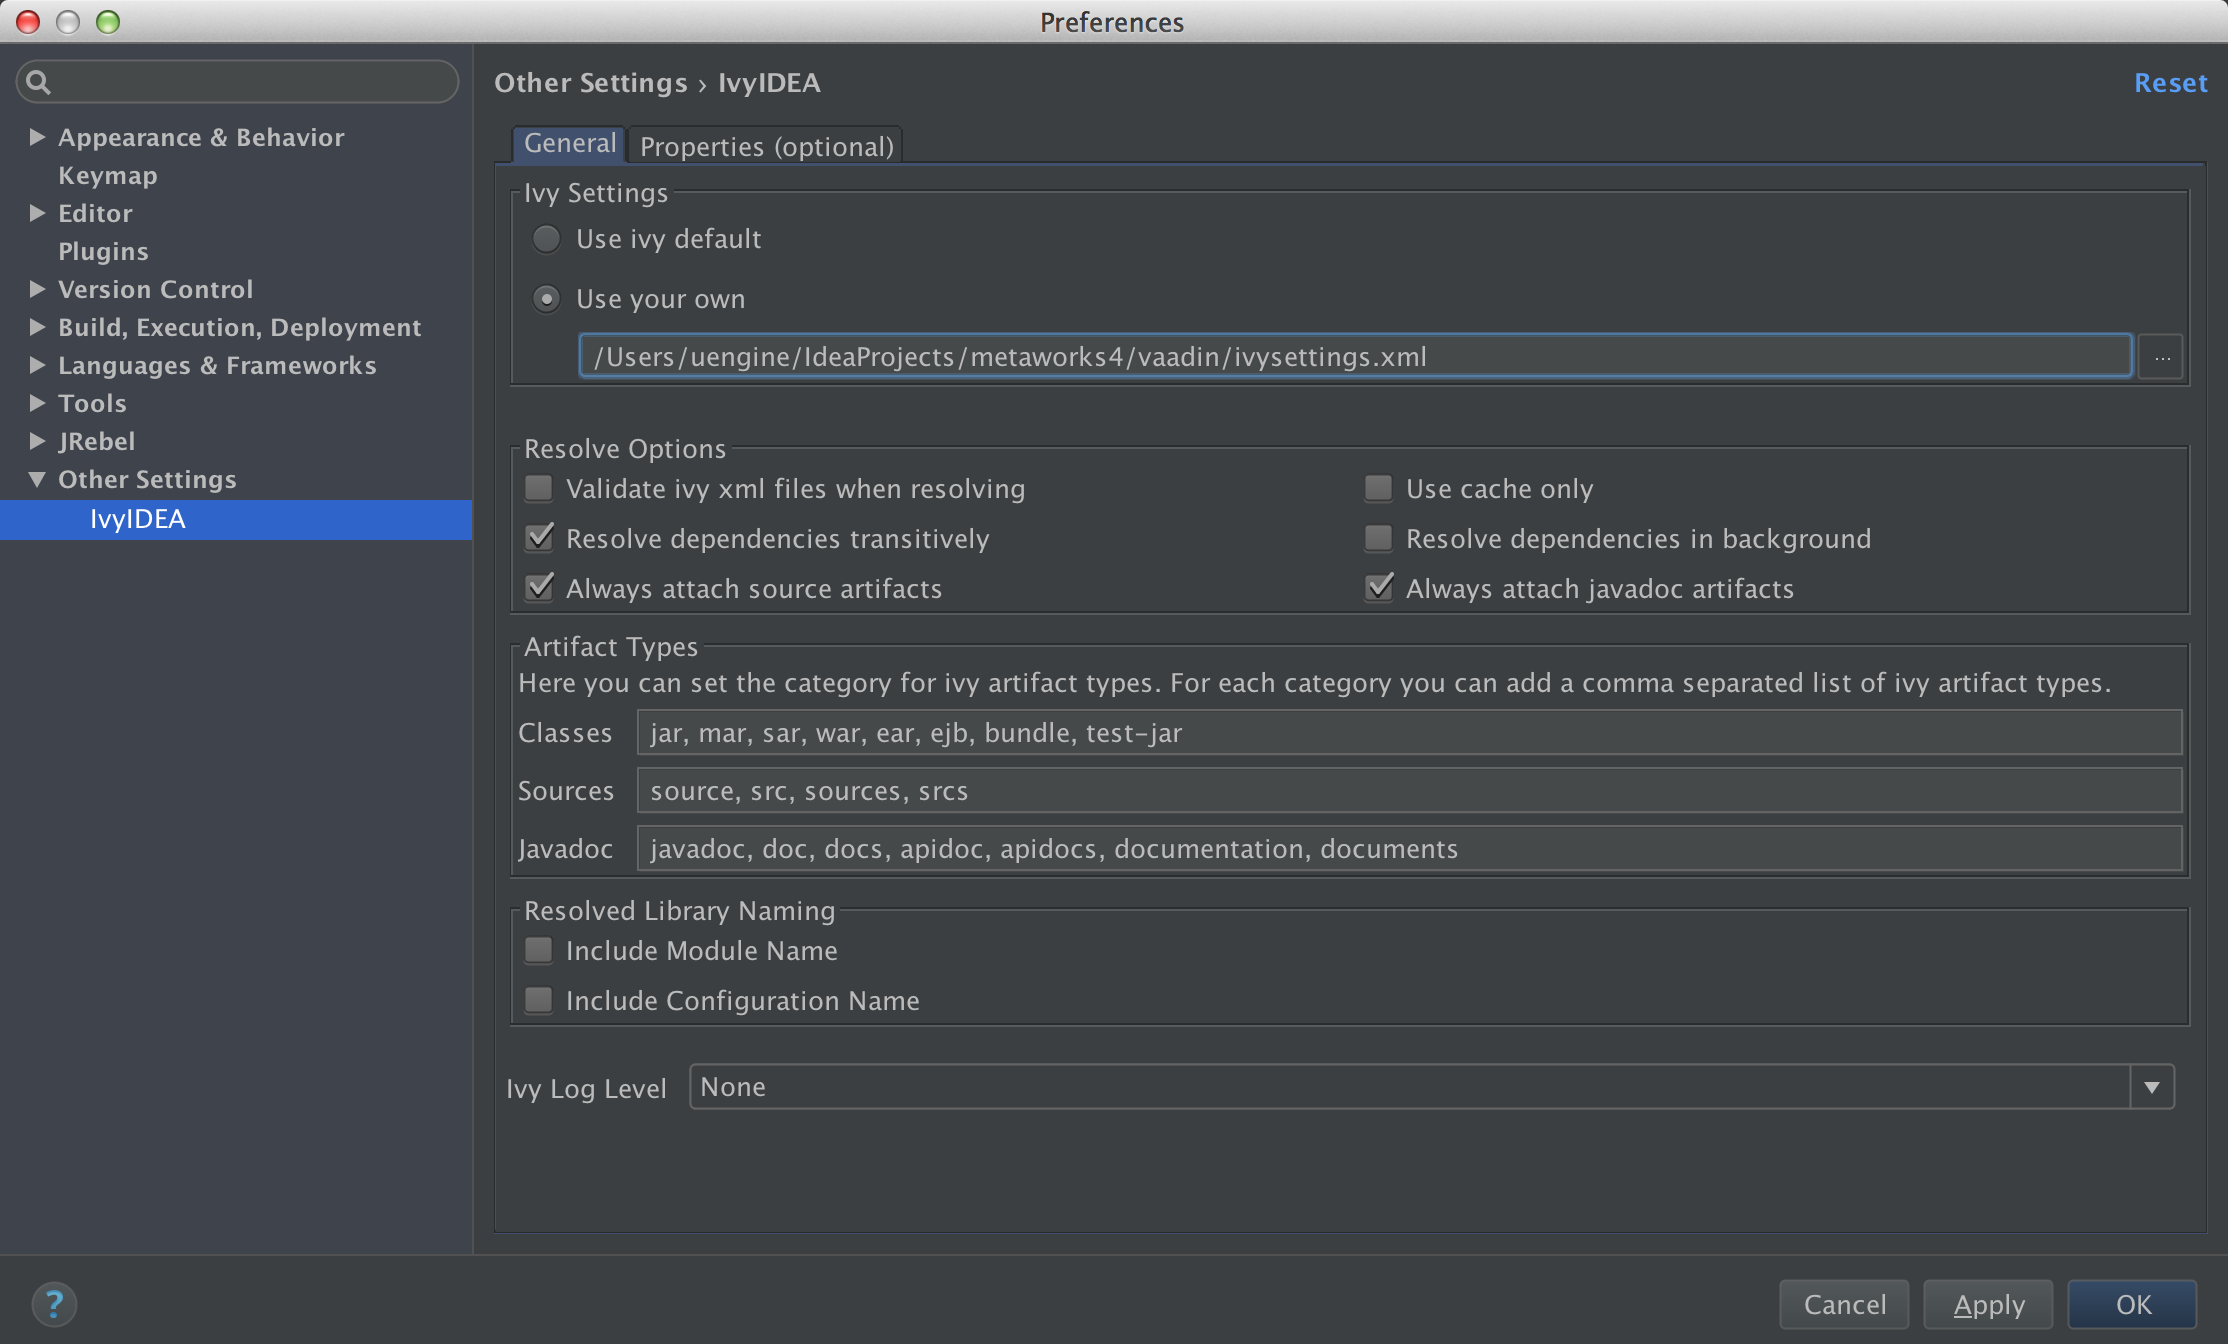 Preferences
Appearance & Behavior
Keymap
Editor
Plugins
Version Control
Build, Execution, Deployment
Languages & Frameworks
Tools
JRebel
Other Settings
IvyIDEA
Other Settings › IvyIDEA
Reset
General
Properties (optional)
Ivy Settings
Use ivy default
Use your own
/Users/uengine/IdeaProjects/metaworks4/vaadin/ivysettings.xml
...
Resolve Options
Validate ivy xml files when resolving
Use cache only
Resolve dependencies transitively
Resolve dependencies in background
Always attach source artifacts
Always attach javadoc artifacts
Artifact Types
Here you can set the category for ivy artifact types. For each category you can add a comma separated list of ivy artifact types.
Classes jar, mar, sar, war, ear, ejb, bundle, test-jar
Sources source, src, sources, srcs
Javadoc javadoc, doc, docs, apidoc, apidocs, documentation, documents
Resolved Library Naming
Include Module Name
Include Configuration Name
Ivy Log Level None
?
Cancel
Apply
OK